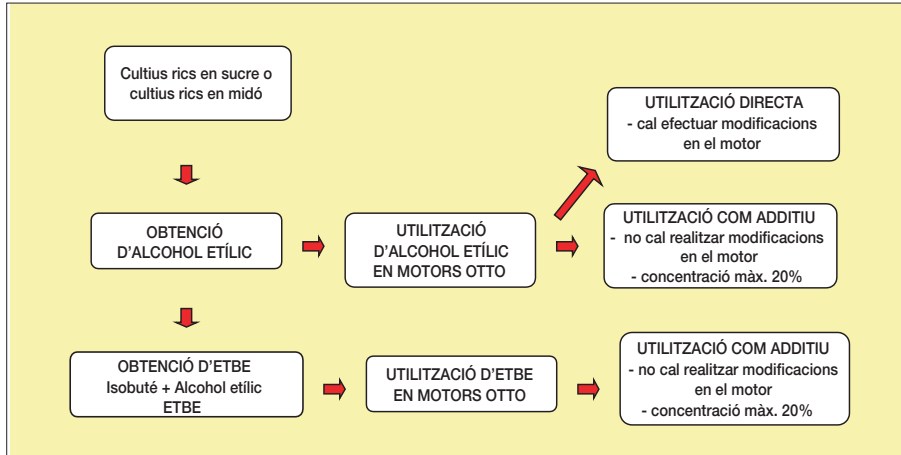 Cultius rics en sucre o
cultius rics en midó
UTILITZACIÓ DIRECTA
- cal efectuar modificacions
en el motor
OBTENCIÓ
D'ALCOHOL ETÍLIC
UTILITZACIÓ
D'ALCOHOL ETÍLIC
EN MOTORS OTTO
UTILITZACIÓ COM ADDITIU
- no cal realitzar modificacions
en el motor
- concentració màx. 20%
OBTENCIÓ D'ETBE
Isobuté + Alcohol etílic
ETBE
UTILITZACIÓ D'ETBE
EN MOTORS OTTO
UTILITZACIÓ COM ADDITIU
- no cal realitzar modificacions
en el motor
- concentració màx. 20%